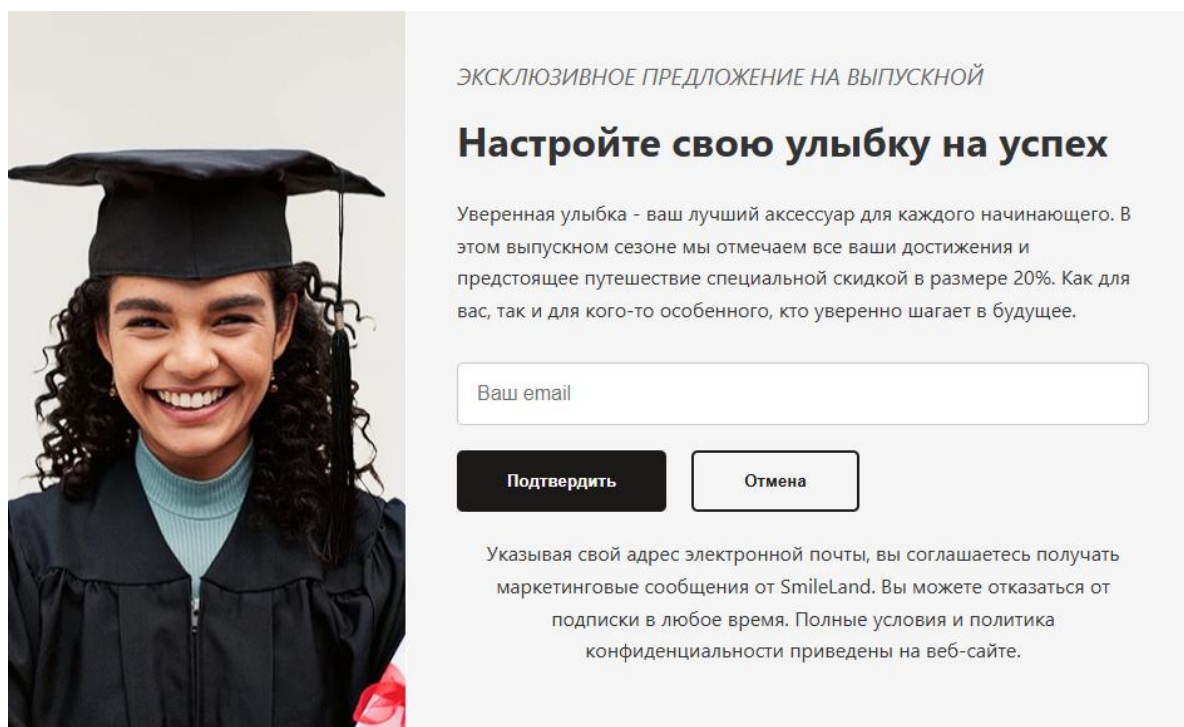 ЭКСКЛЮЗИВНОЕ ПРЕДЛОЖЕНИЕ НА ВЫПУСКНОЙ
Настройте свою улыбку на успех
Уверенная улыбка - ваш лучший аксессуар для каждого начинающего. В
этом выпускном сезоне мы отмечаем все ваши достижения и
предстоящее путешествие специальной скидкой в размере 20%. Как для
вас, так и для кого-то особенного, кто уверенно шагает в будущее.
Ваш email
Подтвердить Отмена
Указывая свой адрес электронной почты, вы соглашаетесь получать
маркетинговые сообщения от SmileLand. Вы можете отказаться от
подписки в любое время. Полные условия и политика
конфиденциальности приведены на веб-сайте.